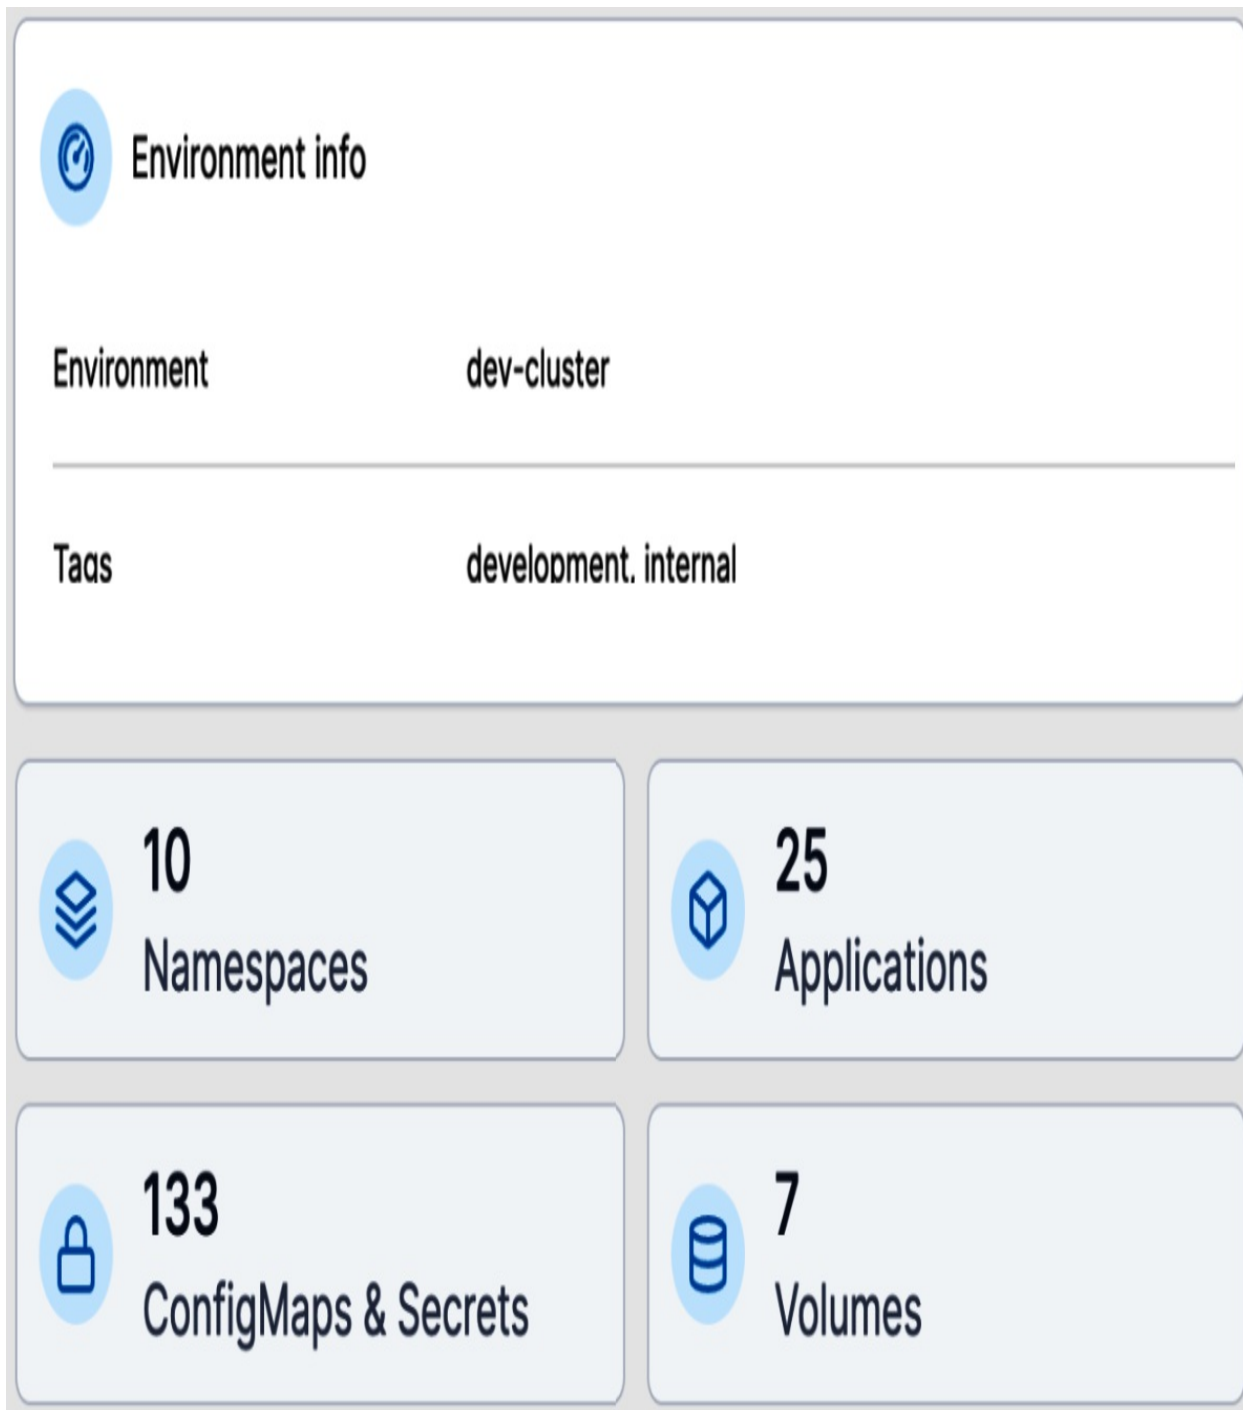 Environment info
Environment dev-cluster
Tags development, internal
10
Namespaces
25
Applications
133
ConfigMaps & Secrets
7
Volumes